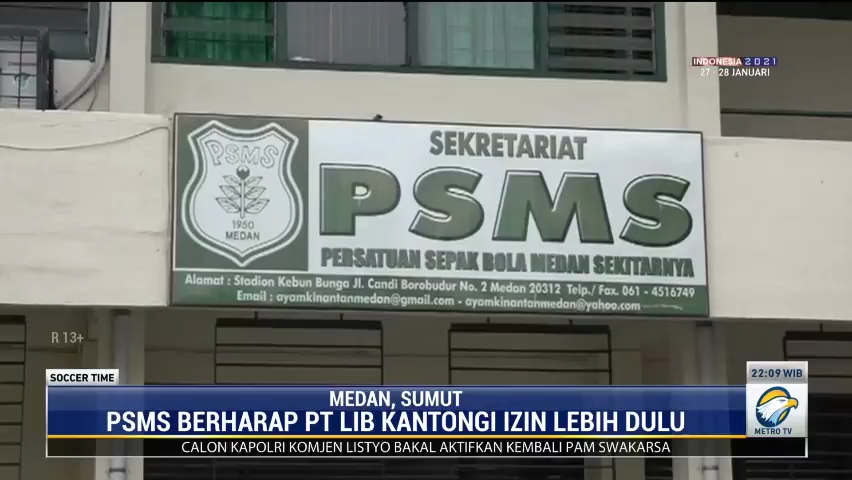 INDONESIA 2021
27 - 28 JANUARI
SEKRETARIAT
PSMS
PSMS
1950
MEDAN
PERSATUAN SEPAK BOLA MEDAN SEKITARNYA
Alamat : Stadion Kebun Bunga Jl. Candi Borobudur No. 2 Medan 20312 Telp./ Fax. 061 - 4516749
Email : ayamkinantanmedan@gmail.com - ayamkinantanmedan@yahoo.com
R 13+
SOCCER TIME
22:09 WIB
MEDAN, SUMUT
PSMS BERHARAP PT LIB KANTONGI IZIN LEBIH DULU
METRO TV
CALON KAPOLRI KOMJEN LISTYO BAKAL AKTIFKAN KEMBALI PAM SWAKARSA